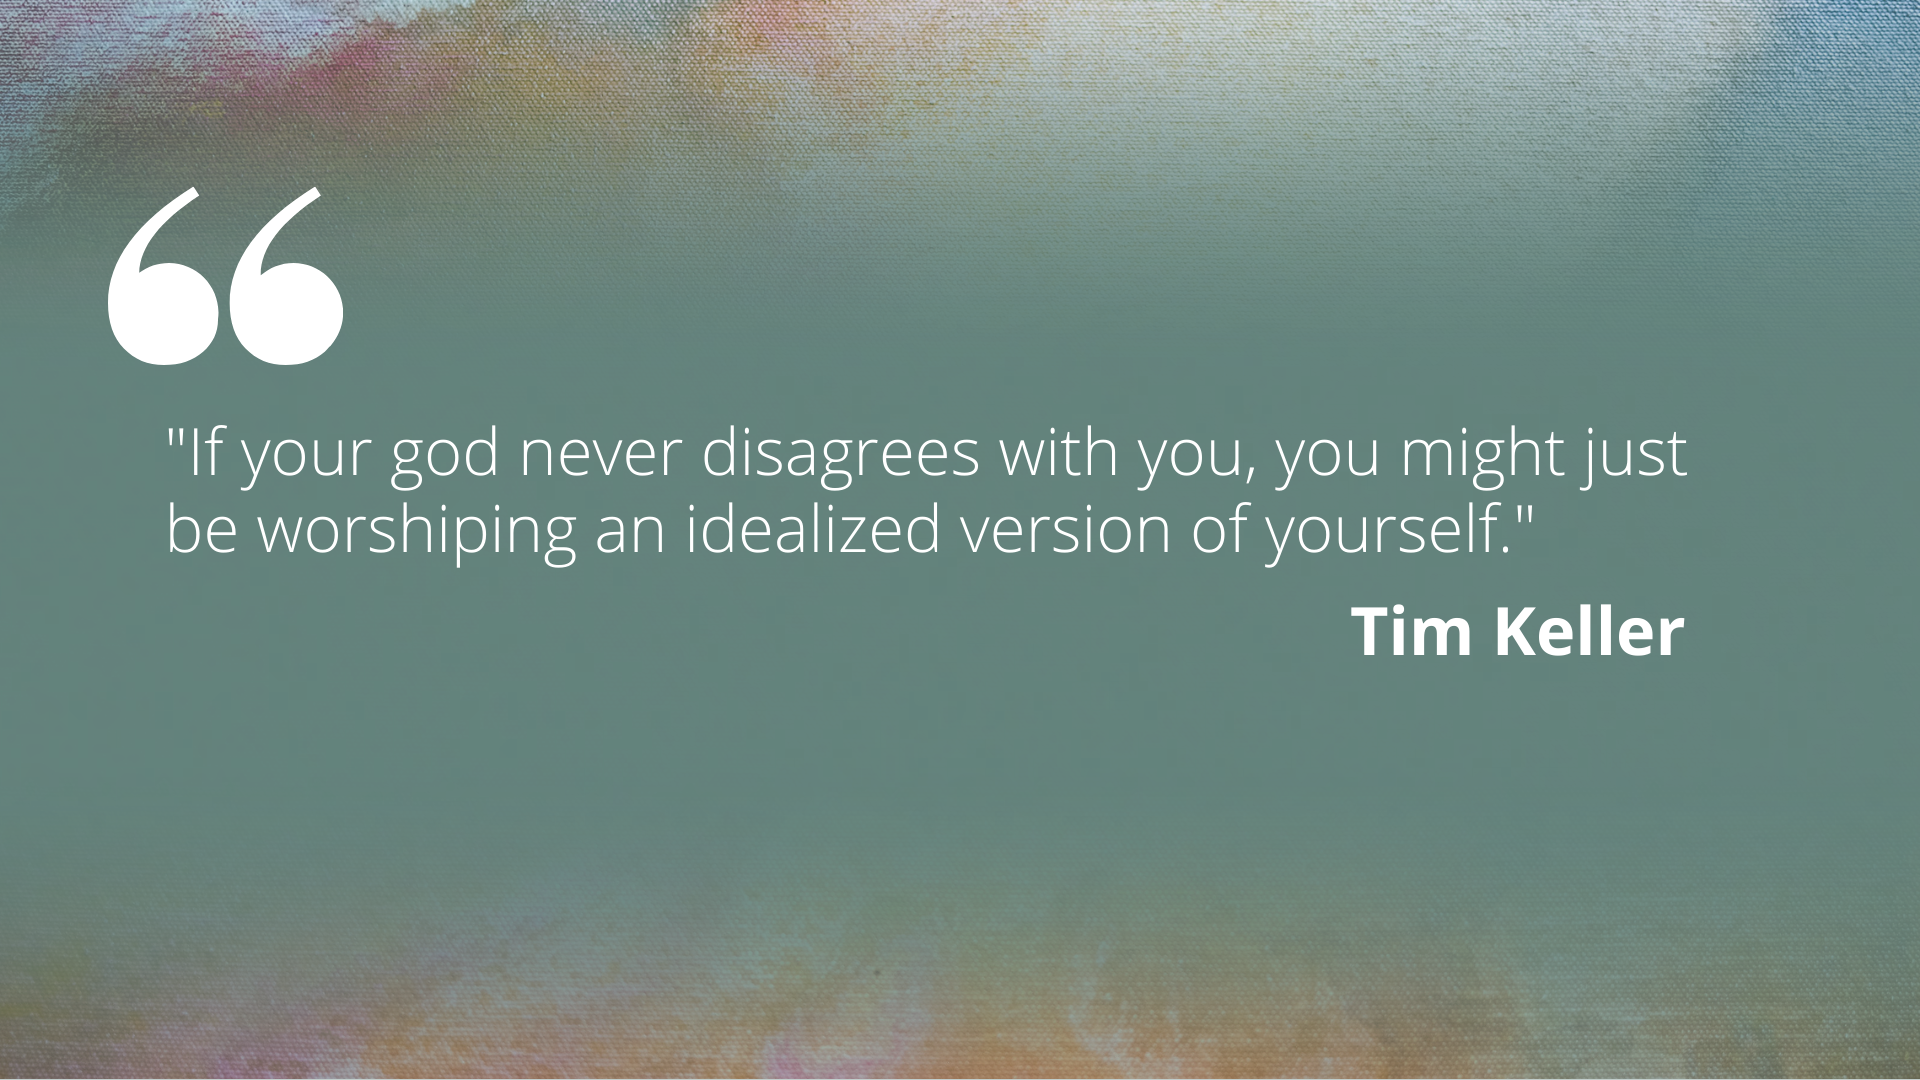 “
"If your god never disagrees with you, you might just
be worshiping an idealized version of yourself."
Tim Keller